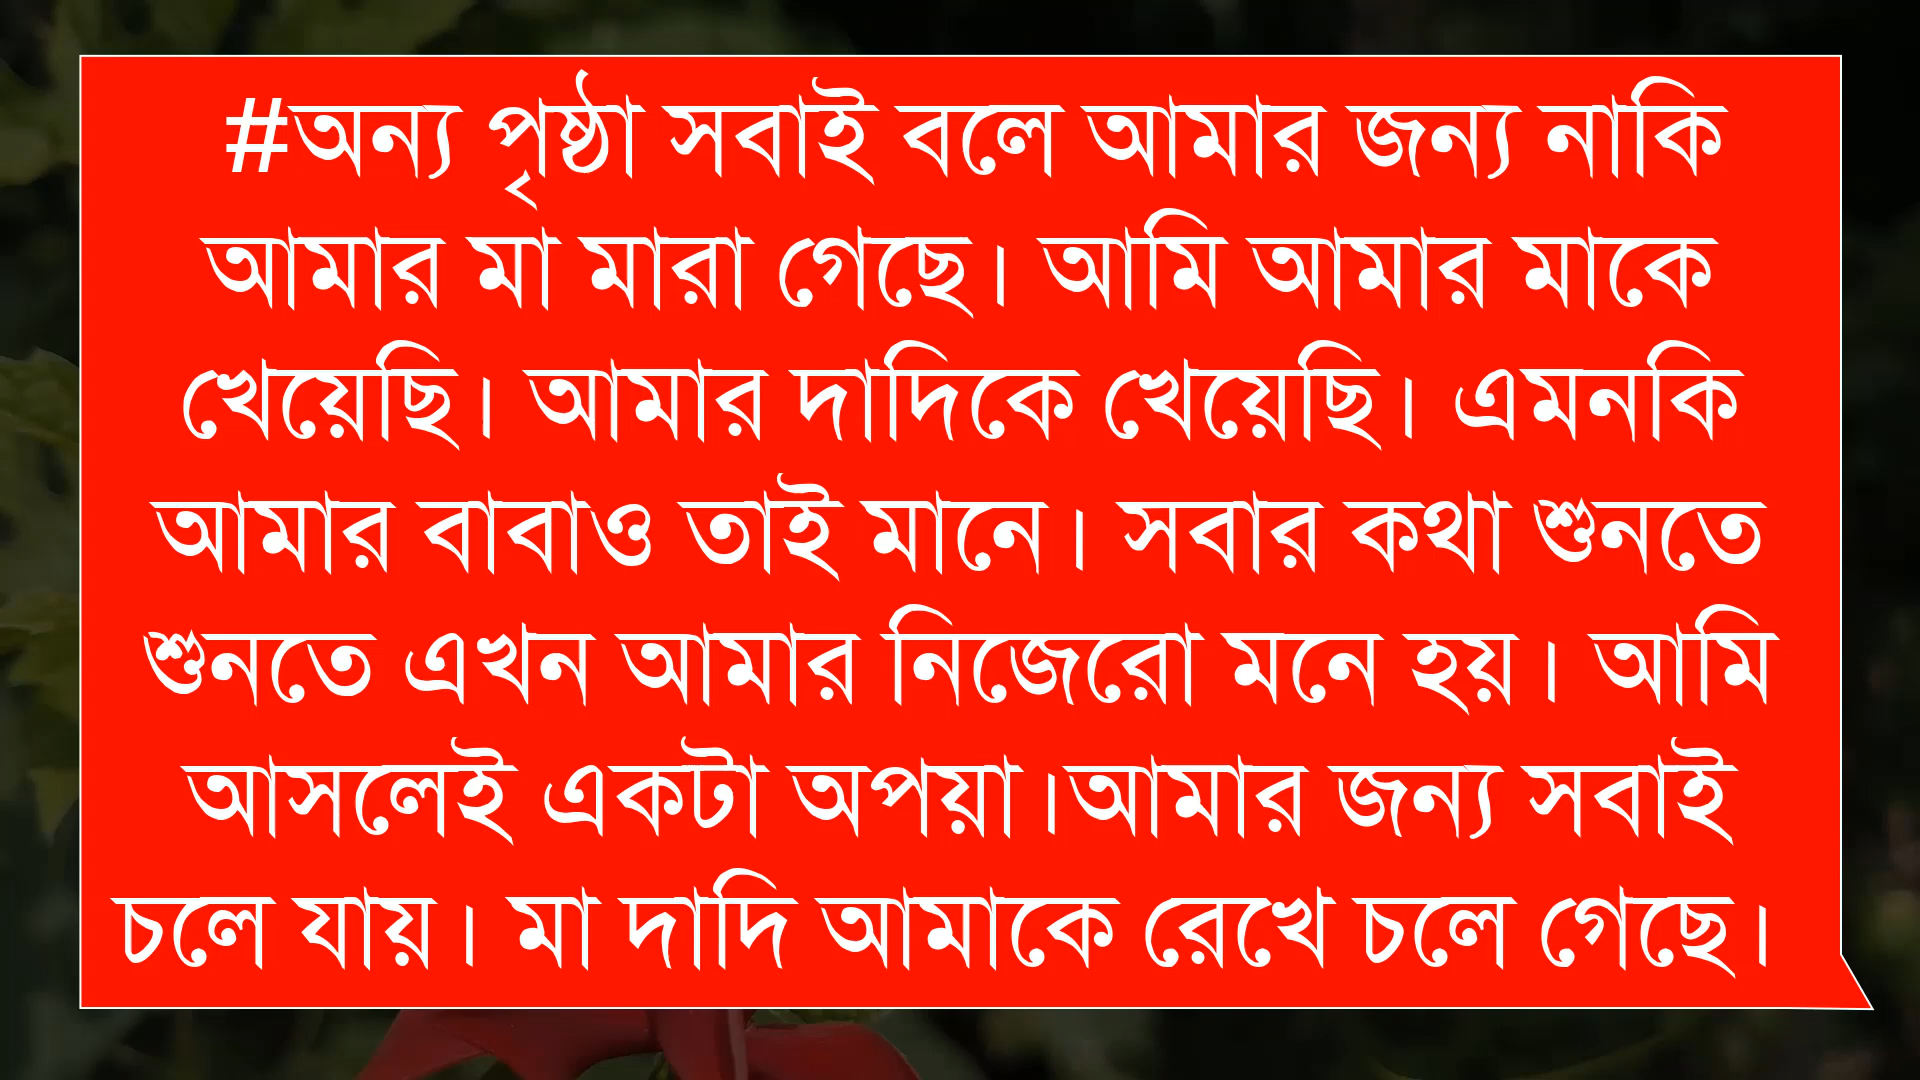 #অন্য পৃষ্ঠা সবাই বলে আমার জন্য নাকি
আমার মা মারা গেছে। আমি আমার মাকে
খেয়েছি। আমার দাদিকে খেয়েছি। এমনকি
আমার বাবাও তাই মানে। সবার কথা শুনতে
শুনতে এখন আমার নিজেরো মনে হয়। আমি
আসলেই একটা অপয়া।আমার জন্য সবাই
চলে যায়। মা দাদি আমাকে রেখে চলে গেছে।